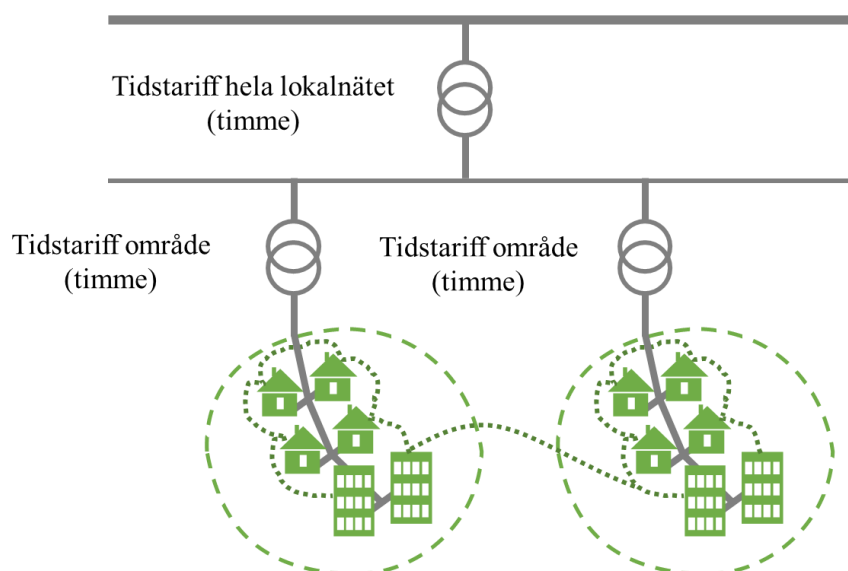 Tidstariff hela lokalnätet
(timme)
Tidstariff område
(timme)
Tidstariff område
(timme)